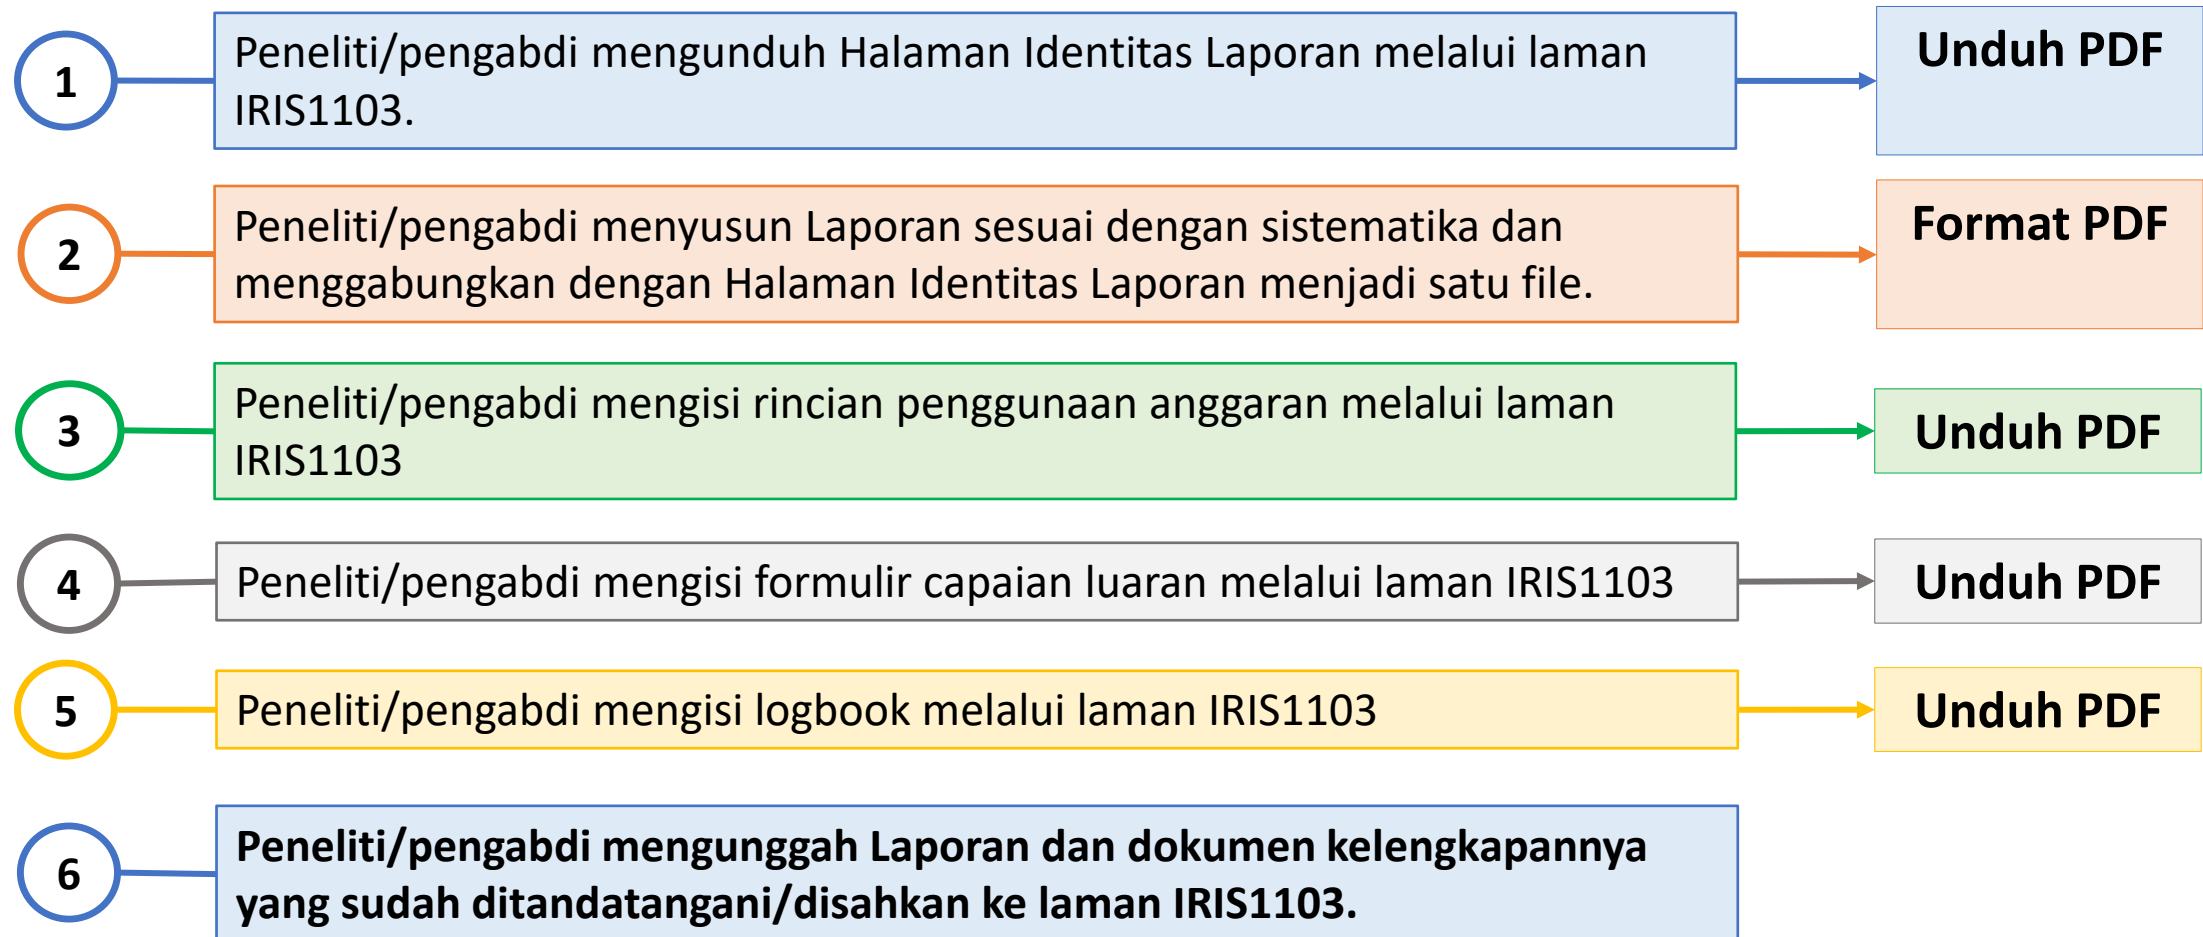 1
Peneliti/pengabdi mengunduh Halaman Identitas Laporan melalui laman
IRIS1103.
Unduh PDF
2
Peneliti/pengabdi menyusun Laporan sesuai dengan sistematika dan
menggabungkan dengan Halaman Identitas Laporan menjadi satu file.
Format PDF
3
Peneliti/pengabdi mengisi rincian penggunaan anggaran melalui laman
IRIS1103
Unduh PDF
4
Peneliti/pengabdi mengisi formulir capaian luaran melalui laman IRIS1103
Unduh PDF
5
Peneliti/pengabdi mengisi logbook melalui laman IRIS1103
Unduh PDF
6
Peneliti/pengabdi mengunggah Laporan dan dokumen kelengkapannya
yang sudah ditandatangani/disahkan ke laman IRIS1103.